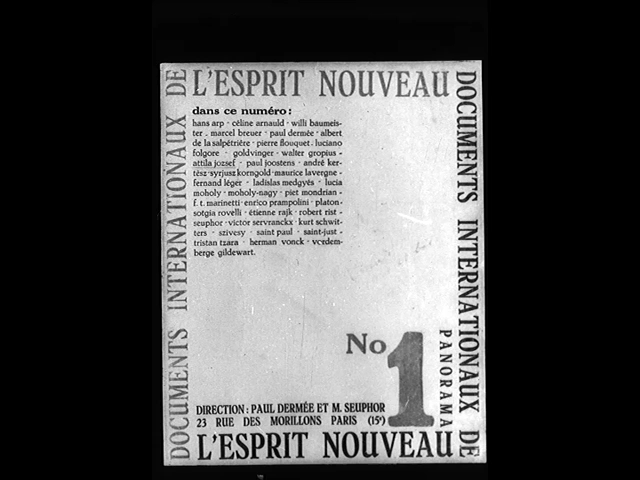 L'ESPRIT NOUVEAU
DOCUMENTS INTERNATIONAUX DE
DOCUMENTS INTERNATIONAUX DE
dans ce numéro:
hans arp - céline arnauld - willi baumeis-
ter - marcel breuer - paul dermée - albert
de la salpétrière - pierre flouquet - luciano
folgore - goldvinger - walter gropius -
attila jozsef - paul joostens - andré ker-
tész - syrjusz korngold - maurice lavergne -
fernand léger - ladislas medgyés - lucia
moholy - moholy-nagy - piet mondrian -
f. t. marinetti - enrico prampolini - platon-
sotgia rovelli - étienne rajk - robert rist -
seuphor - victor servranckx - kurt schwit-
ters - szivesy - saint paul - saint-just -
tristan tzara - herman vonck - vordem-
berge gildewart.
No 1
PANORAMA
DIRECTION: PAUL DERMÉE ET M. SEUPHOR
23 RUE DES MORILLONS PARIS (15e)
L'ESPRIT NOUVEAU